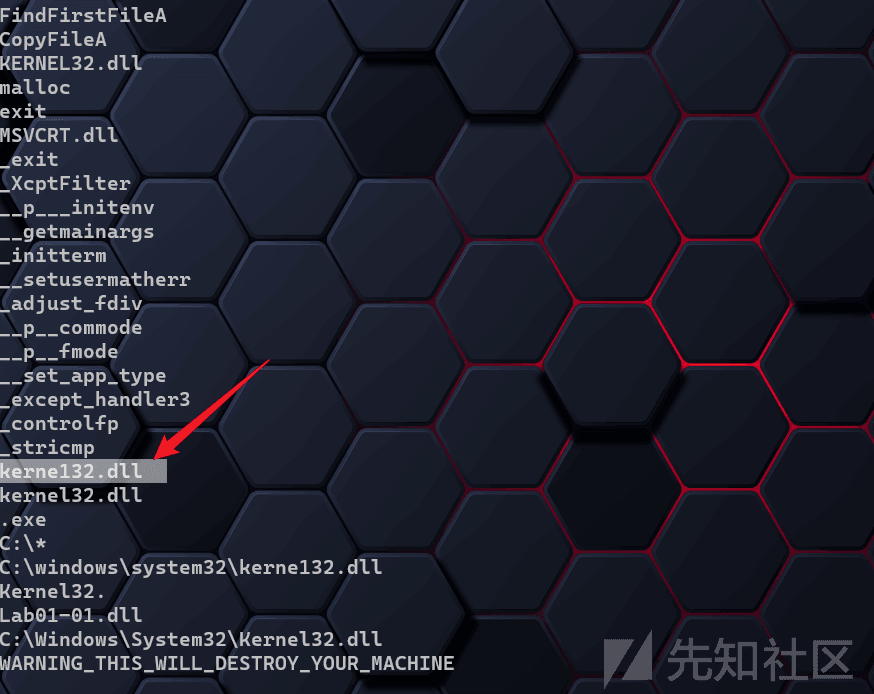 FindFirstFileA
CopyFileA
KERNEL32.dll
malloc
exit
MSVCRT.dll
_exit
_XcptFilter
__p___initenv
__getmainargs
_initterm
__setusermatherr
_adjust_fdiv
__p__commode
__p__fmode
__set_app_type
_except_handler3
_controlfp
_stricmp
kerne132.dll
kernel32.dll
.exe
C:\*
C:\windows\system32\kerne132.dll
Kernel32.
Lab01-01.dll
C:\Windows\System32\Kernel32.dll
WARNING_THIS_WILL_DESTROY_YOUR_MACHINE
先知社区